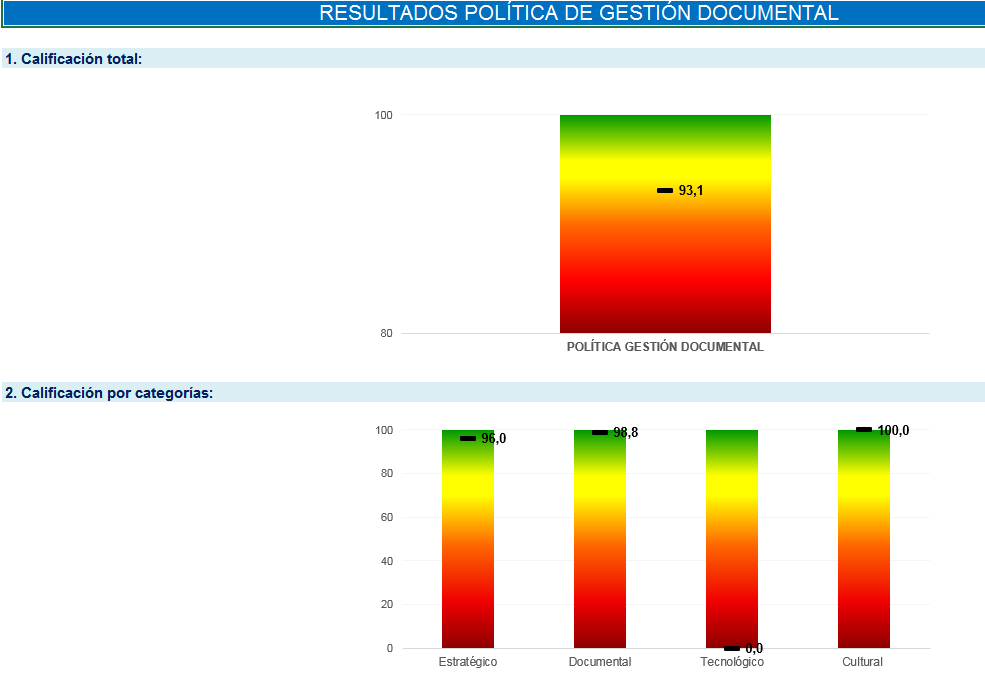 RESULTADOS POLÍTICA DE GESTIÓN DOCUMENTAL
1. Calificación total:
100
93,1
80
POLÍTICA GESTIÓN DOCUMENTAL
2. Calificación por categorías:
100
96,0
98,8
100,0
80
60
40
20
0
0,0
Estratégico
Documental
Tecnológico
Cultural